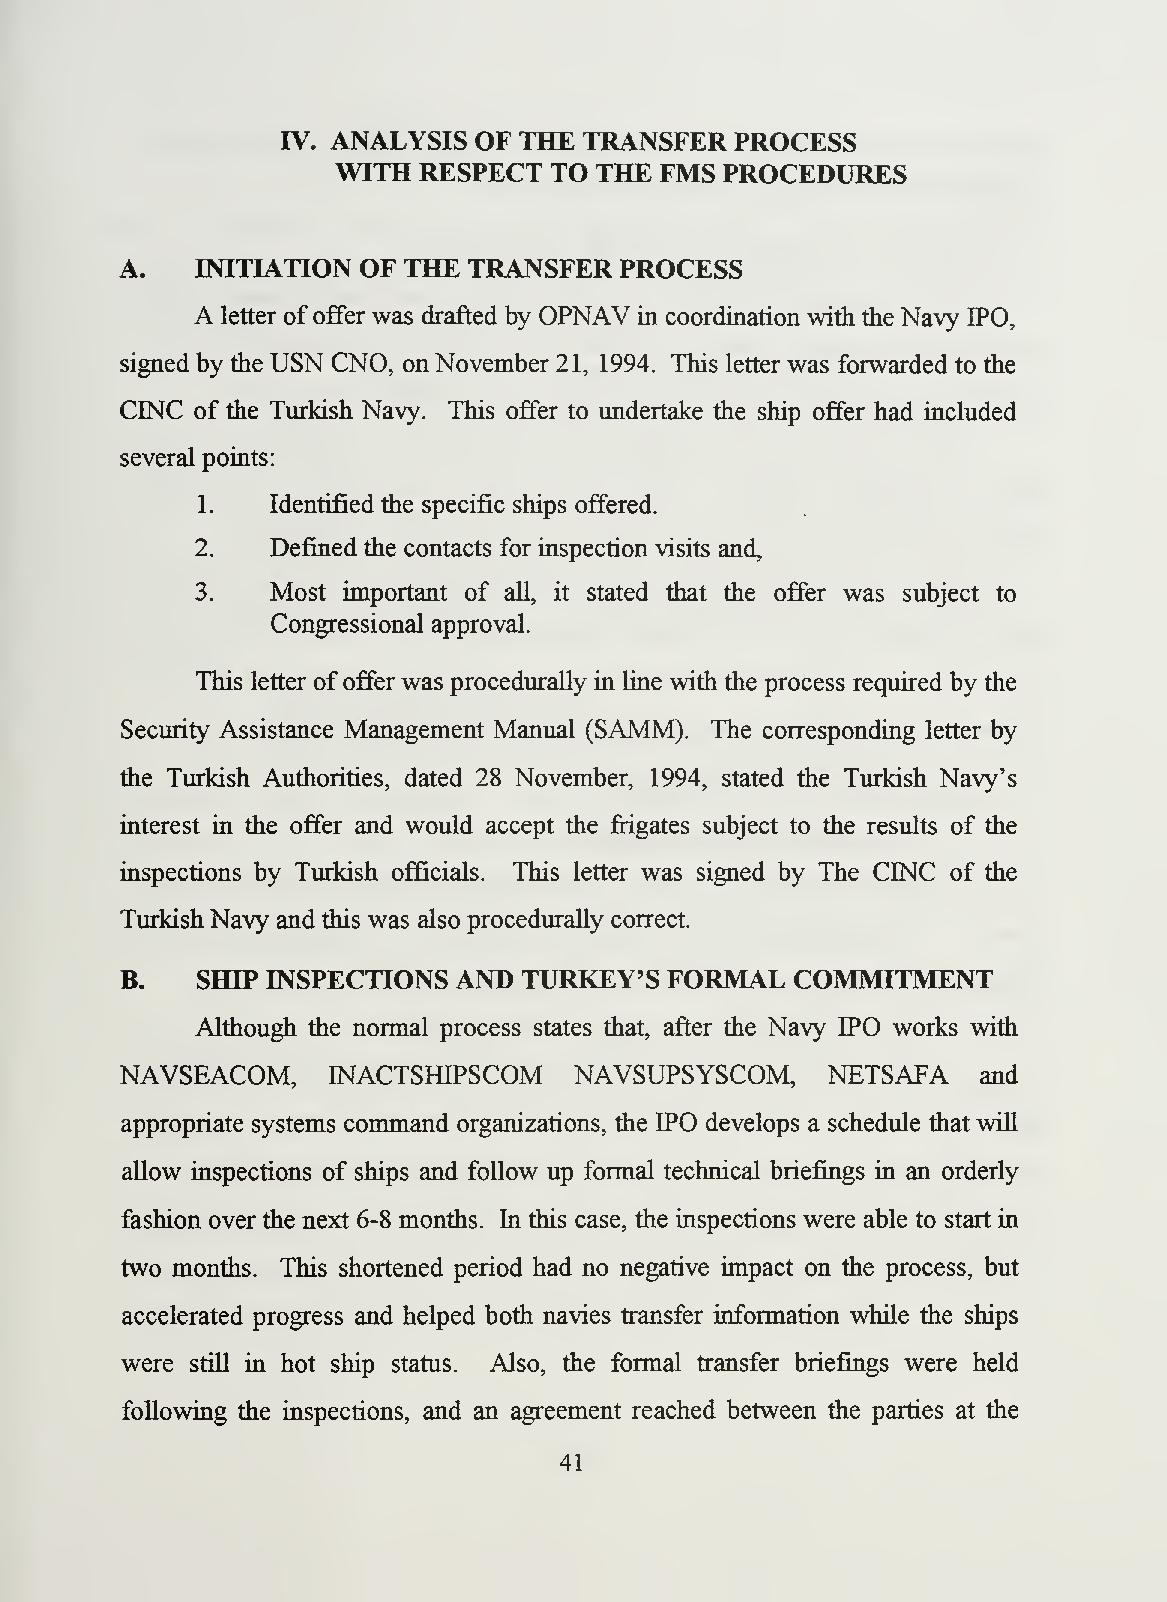 IV. ANALYSIS OF THE TRANSFER PROCESS
WITH RESPECT TO THE FMS PROCEDURES
A. INITIATION OF THE TRANSFER PROCESS
A letter of offer was drafted by OPNAV in coordination with the Navy IPO,
signed by the USN CNO, on November 21, 1994. This letter was forwarded to the
CINC of the Turkish Navy. This offer to undertake the ship offer had included
several points:
1. Identified the specific ships offered.
2. Defined the contacts for inspection visits and,
3. Most important of all, it stated that the offer was subject to
Congressional approval.
This letter of offer was procedurally in line with the process required by the
Security Assistance Management Manual (SAMM). The corresponding letter by
the Turkish Authorities, dated 28 November, 1994, stated the Turkish Navy's
interest in the offer and would accept the frigates subject to the results of the
inspections by Turkish officials. This letter was signed by The CINC of the
Turkish Navy and this was also procedurally correct.
B. SHIP INSPECTIONS AND TURKEY'S FORMAL COMMITMENT
Although the normal process states that, after the Navy IPO works with
NAVSEACOM, INACTSHIPSCOM NAVSUPSYSCOM, NETSAFA and
appropriate systems command organizations, the IPO develops a schedule that will
allow inspections of ships and follow up formal technical briefings in an orderly
fashion over the next 6-8 months. In this case, the inspections were able to start in
two months. This shortened period had no negative impact on the process, but
accelerated progress and helped both navies transfer information while the ships
were still in hot ship status. Also, the formal transfer briefings were held
following the inspections, and an agreement reached between the parties at the
41